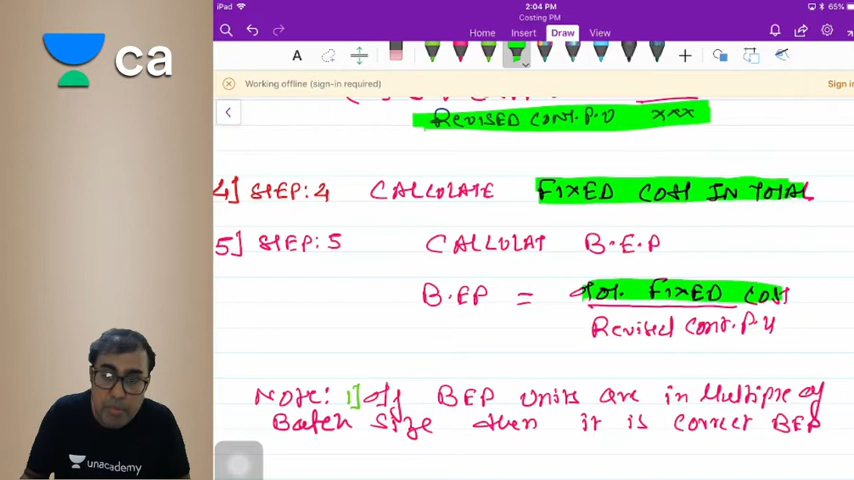 iPad 2:04 PM 65%
Costing PM
Home Insert Draw View
A
Working offline (sign-in required) Sign i
ca
REVISED CONT.P.U xxx
4] STEP:4 CALCULATE FIXED COST IN TOTAL
5] STEP:5 CALCULAT B.E.P
B.EP = Tot. FIXED COST
Revised Cont.P.U
NOTE: 1] If BEP Units are in Multiple of
Batch Size then it is correct BEP
unacademy